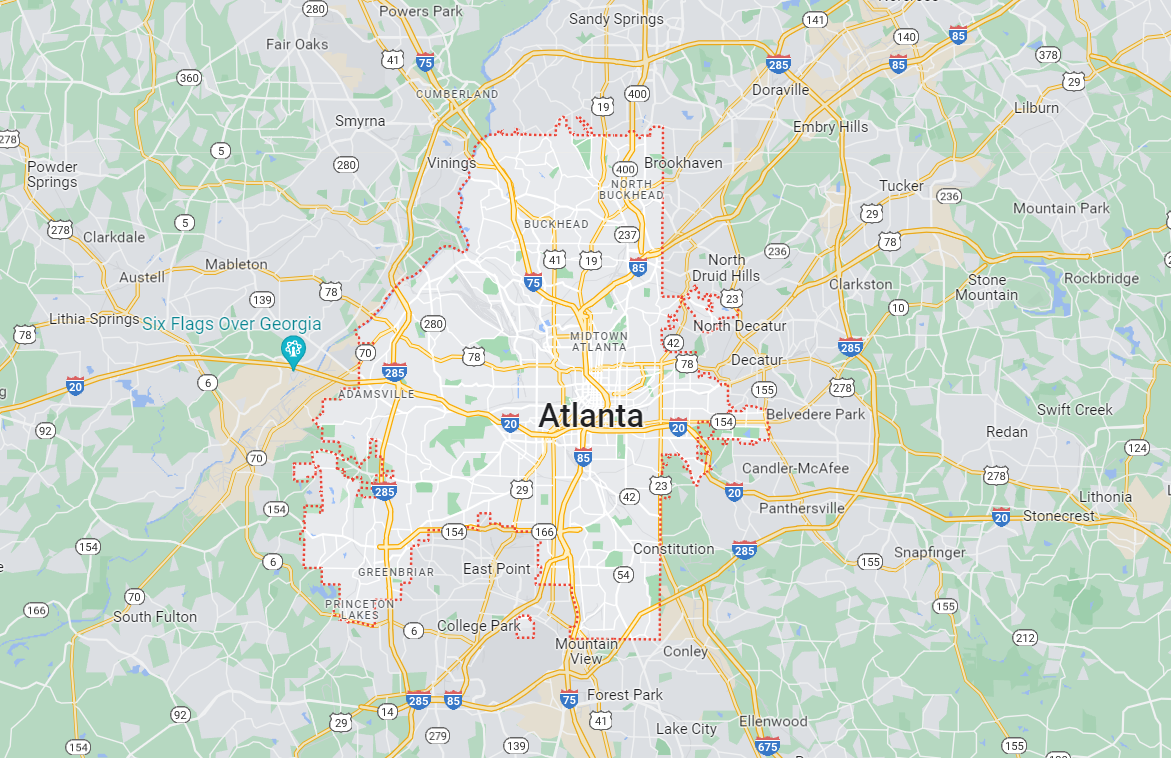 280
Powers Park
Sandy Springs
141
Fair Oaks
140
85
41
75
285
85
378
360
29
CUMBERLAND
400
Doraville
19
Lilburn
Smyrna
Embry Hills
278
5
280
Vinings
Brookhaven
400
Powder
Springs
NORTH
BUCKHEAD
Tucker
236
5
29
Mountain Park
278
BUCKHEAD
237
Clarkdale
78
236
41
19
85
Mableton
North
Druid Hills
Austell
75
Clarkston
Stone
Mountain
Rockbridge
78
139
23
10
Lithia Springs
Six Flags Over Georgia
280
North Decatur
78
MIDTOWN
ATLANTA
42
285
70
78
78
Decatur
285
20
6
155
278
ADAMSVILLE
Atlanta
Belvedere Park
Swift Creek
20
20
154
92
Redan
124
70
85
Candler-McAfee
278
285
29
42
23
20
Lithonia
154
Panthersville
20
Stonecrest
154
166
154
Constitution
285
Snapfinger
6
155
GREENBRIAR
East Point
54
70
166
PRINCETON
LAKES
155
South Fulton
College Park
6
212
Mountain
View
Conley
285
85
75
Forest Park
92
29
14
41
Ellenwood
Lake City
279
154
139
675
155